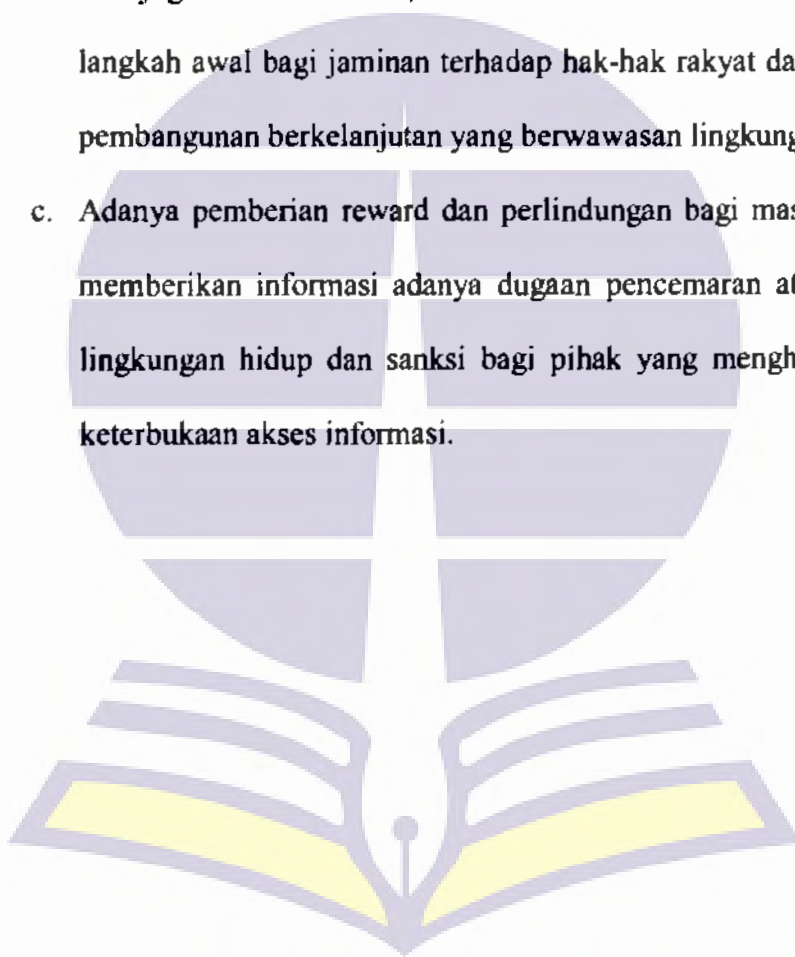 langkah awal bagi jaminan terhadap hak-hak rakyat da
pembangunan berkelanjutan yang berwawasan lingkung
c. Adanya pemberian reward dan perlindungan bagi mas
memberikan informasi adanya dugaan pencemaran at
lingkungan hidup dan sanksi bagi pihak yang mengh
keterbukaan akses informasi.